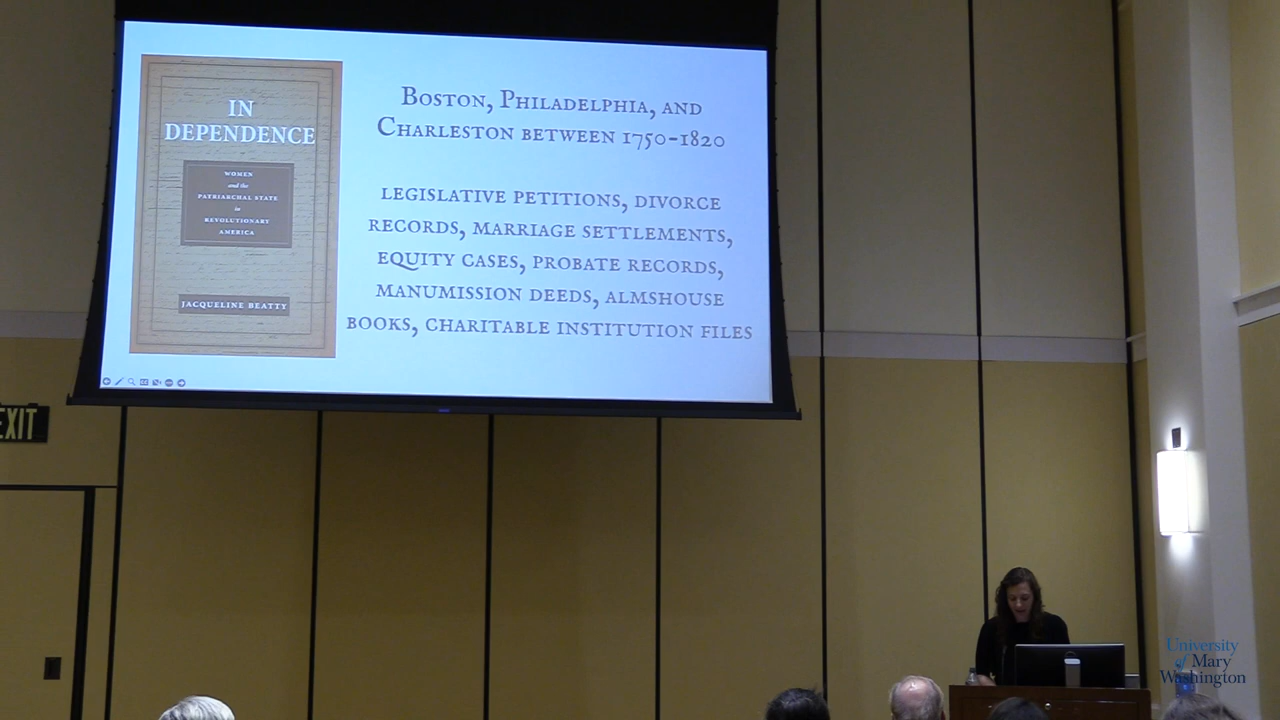 IN
DEPENDENCE
WOMEN
and the
PATRIARCHAL STATE
in
REVOLUTIONARY
AMERICA
JACQUELINE BEATTY
Boston, Philadelphia, and
Charleston between 1750-1820
legislative petitions, divorce
records, marriage settlements,
equity cases, probate records,
manumission deeds, almshouse
books, charitable institution files
EXIT
University
of Mary
Washington